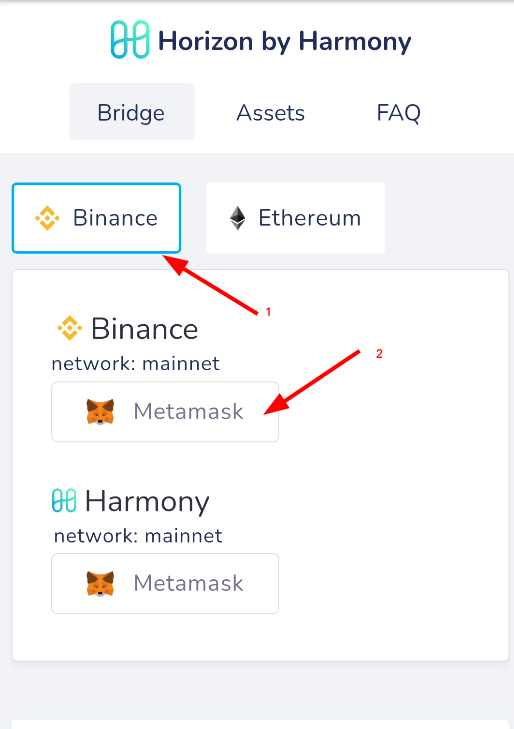 Horizon by Harmony
Bridge Assets FAQ
Binance Ethereum
1
Binance
2
network: mainnet
Metamask
Harmony
network: mainnet
Metamask